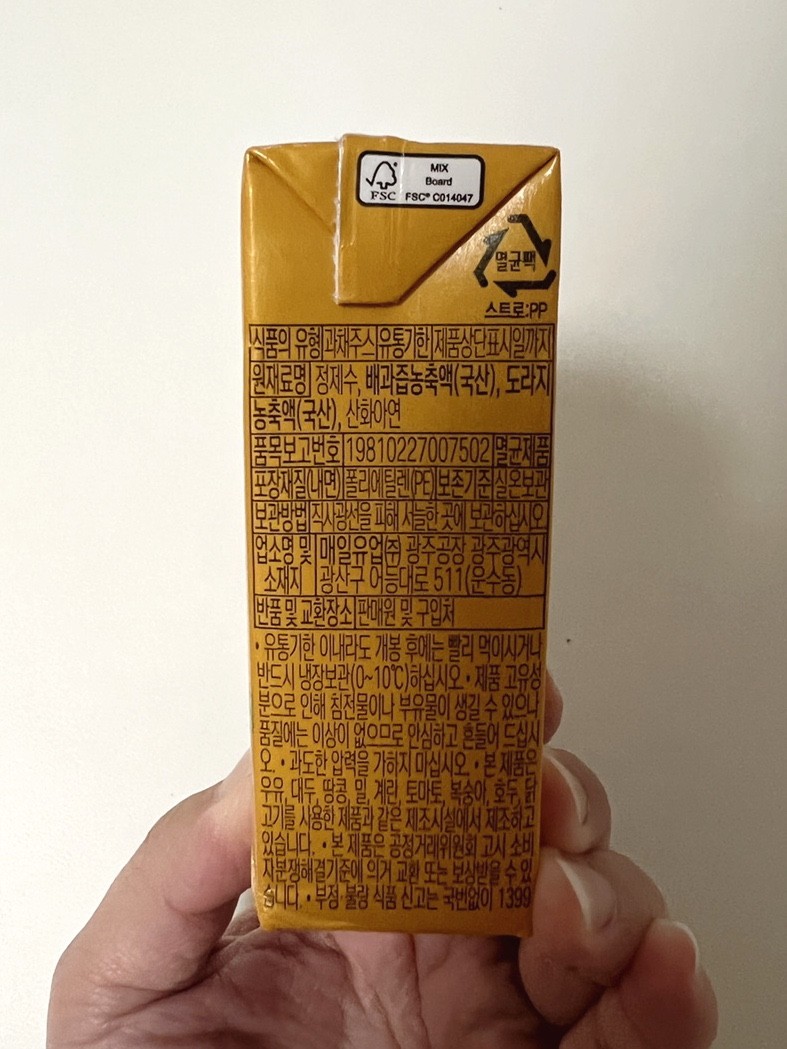 MIX
Board
FSC FSC® C014047
멸균팩
스트로:PP
식품의 유형 과채주스 유통기한 제품상단표시일까지
원재료명 정제수, 배과즙농축액(국산), 도라지
농축액(국산), 산화아연
품목보고번호 19810227007502 멸균제품
포장재질(내면) 폴리에틸렌(PE) 보존기준 실온보관
보관방법 직사광선을 피해 서늘한 곳에 보관하십시오
업소명 및 매일유업㈜ 광주공장 광주광역시
소재지 광산구 어등대로 511(운수동)
반품 및 교환장소 판매원 및 구입처
• 유통기한 이내라도 개봉 후에는 빨리 먹이시거나
반드시 냉장보관(0~10℃)하십시오 • 제품 고유성
분으로 인해 침전물이나 부유물이 생길 수 있으나
품질에는 이상이 없으므로 안심하고 흔들어 드십시
오. • 과도한 압력을 가하지 마십시오. • 본 제품은
우유, 대두, 땅콩, 밀, 계란, 토마토, 복숭아, 호두, 닭
고기를 사용한 제품과 같은 제조시설에서 제조하고
있습니다. • 본 제품은 공정거래위원회 고시 소비
자분쟁해결기준에 의거 교환 또는 보상받을 수 있
습니다. • 부정·불량 식품 신고는 국번없이 1399